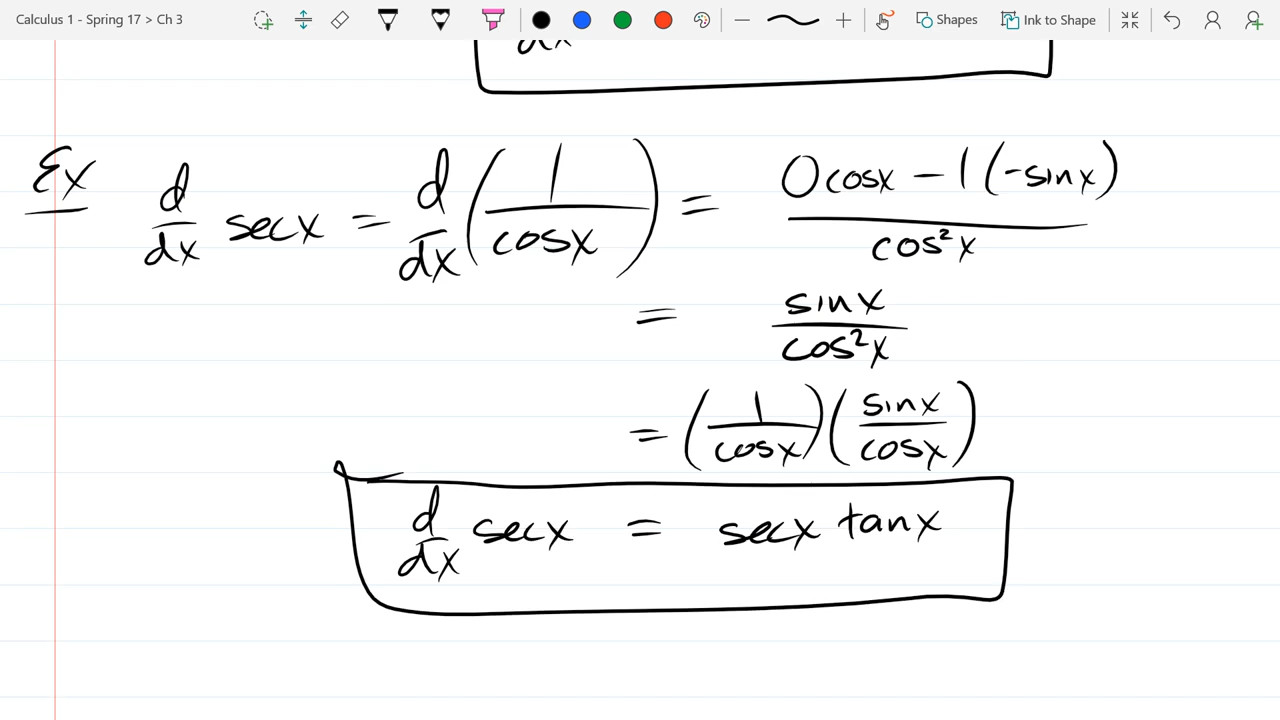 Calculus 1 - Spring 17 > Ch 3 Shapes Ink to Shape
dx
Ex d/dx secx = d/dx (1/cosx) = (0cosx - 1(-sinx))/cos²x
= sinx/cos²x
= (1/cosx)(sinx/cosx)
d/dx secx = secx tanx